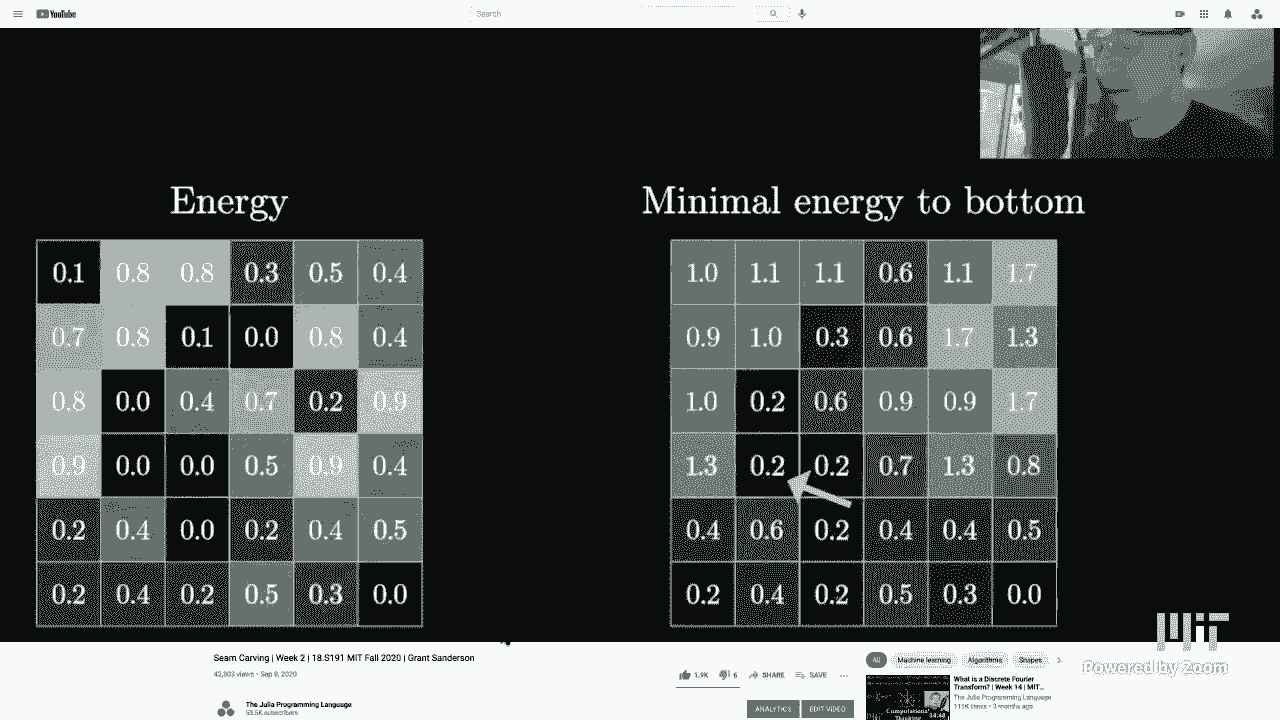 YouTube
Search
Energy
Minimal energy to bottom
0.1 0.8 0.8 0.3 0.5 0.4
0.7 0.8 0.1 0.0 0.8 0.4
0.8 0.0 0.4 0.7 0.2 0.9
0.9 0.0 0.0 0.5 0.9 0.4
0.2 0.4 0.0 0.2 0.4 0.5
0.2 0.4 0.2 0.5 0.3 0.0
1.0 1.1 1.1 0.6 1.1 1.7
0.9 1.0 0.3 0.6 1.7 1.3
1.0 0.2 0.6 0.9 0.9 1.7
1.3 0.2 0.2 0.7 1.3 0.8
0.4 0.6 0.2 0.4 0.4 0.5
0.2 0.4 0.2 0.5 0.3 0.0
Seam Carving | Week 2 | 18.S191 MIT Fall 2020 | Grant Sanderson
views • Sep 8, 2020
1.9K 6 SHARE SAVE
The Julia Programming Language
subscribers
ANALYTICS EDIT VIDEO
All Machine learning Algorithms Shapes
What is a Discrete Fourier
Transform? | Week 14 | MIT...
The Julia Programming Language
views • 3 months ago
Computational
Thinking
34:48
MIT
Powered by Zoom